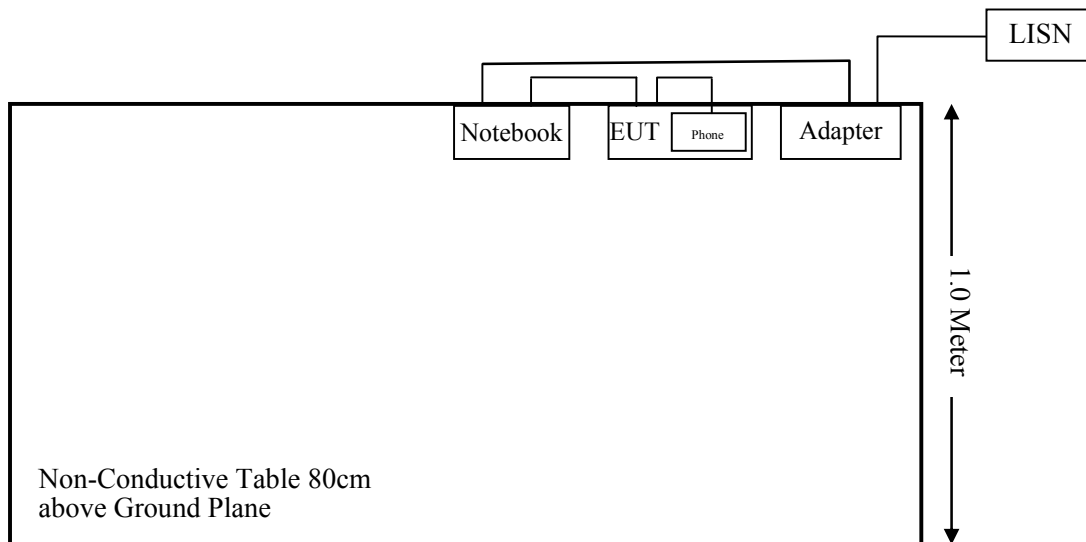 LISN
Notebook
EUT
Phone
Adapter
1.0 Meter
Non-Conductive Table 80cm
above Ground Plane